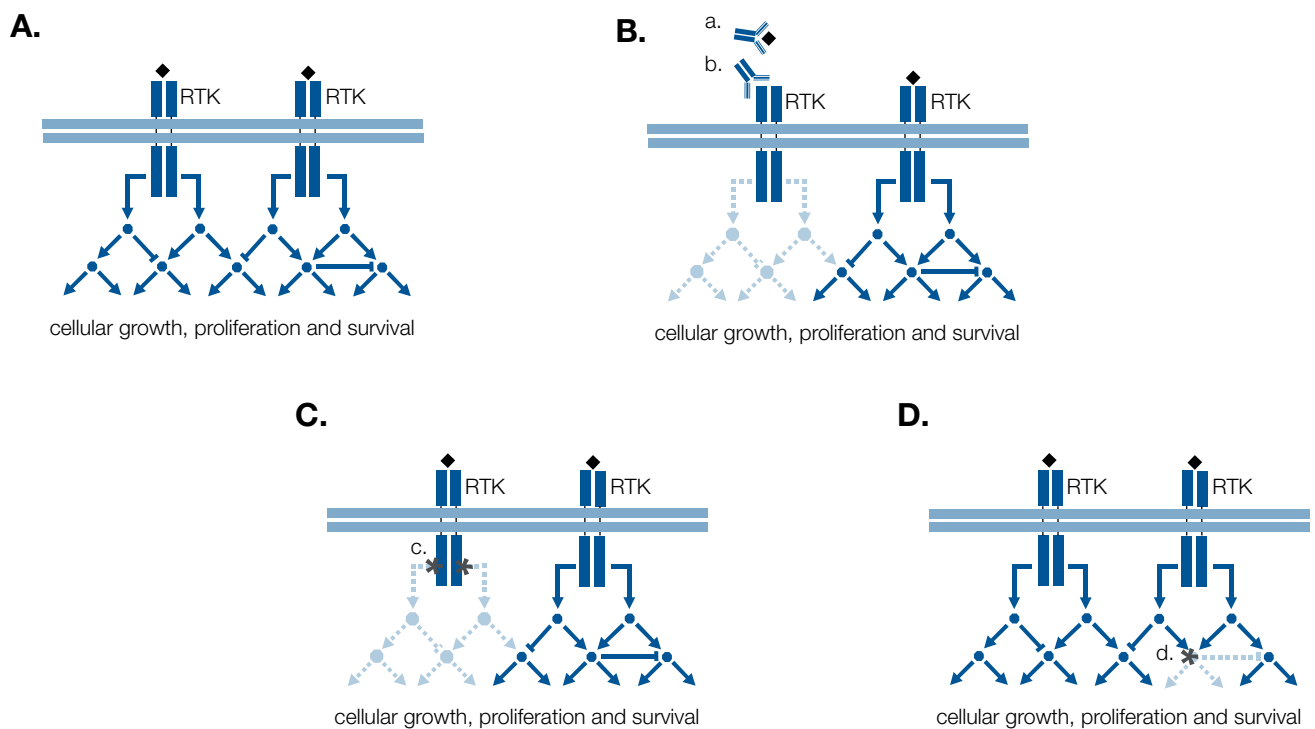 A.
RTK
RTK
cellular growth, proliferation and survival
B.
a.
b.
RTK
RTK
cellular growth, proliferation and survival
C.
RTK
RTK
c.
cellular growth, proliferation and survival
D.
RTK
RTK
d.
cellular growth, proliferation and survival